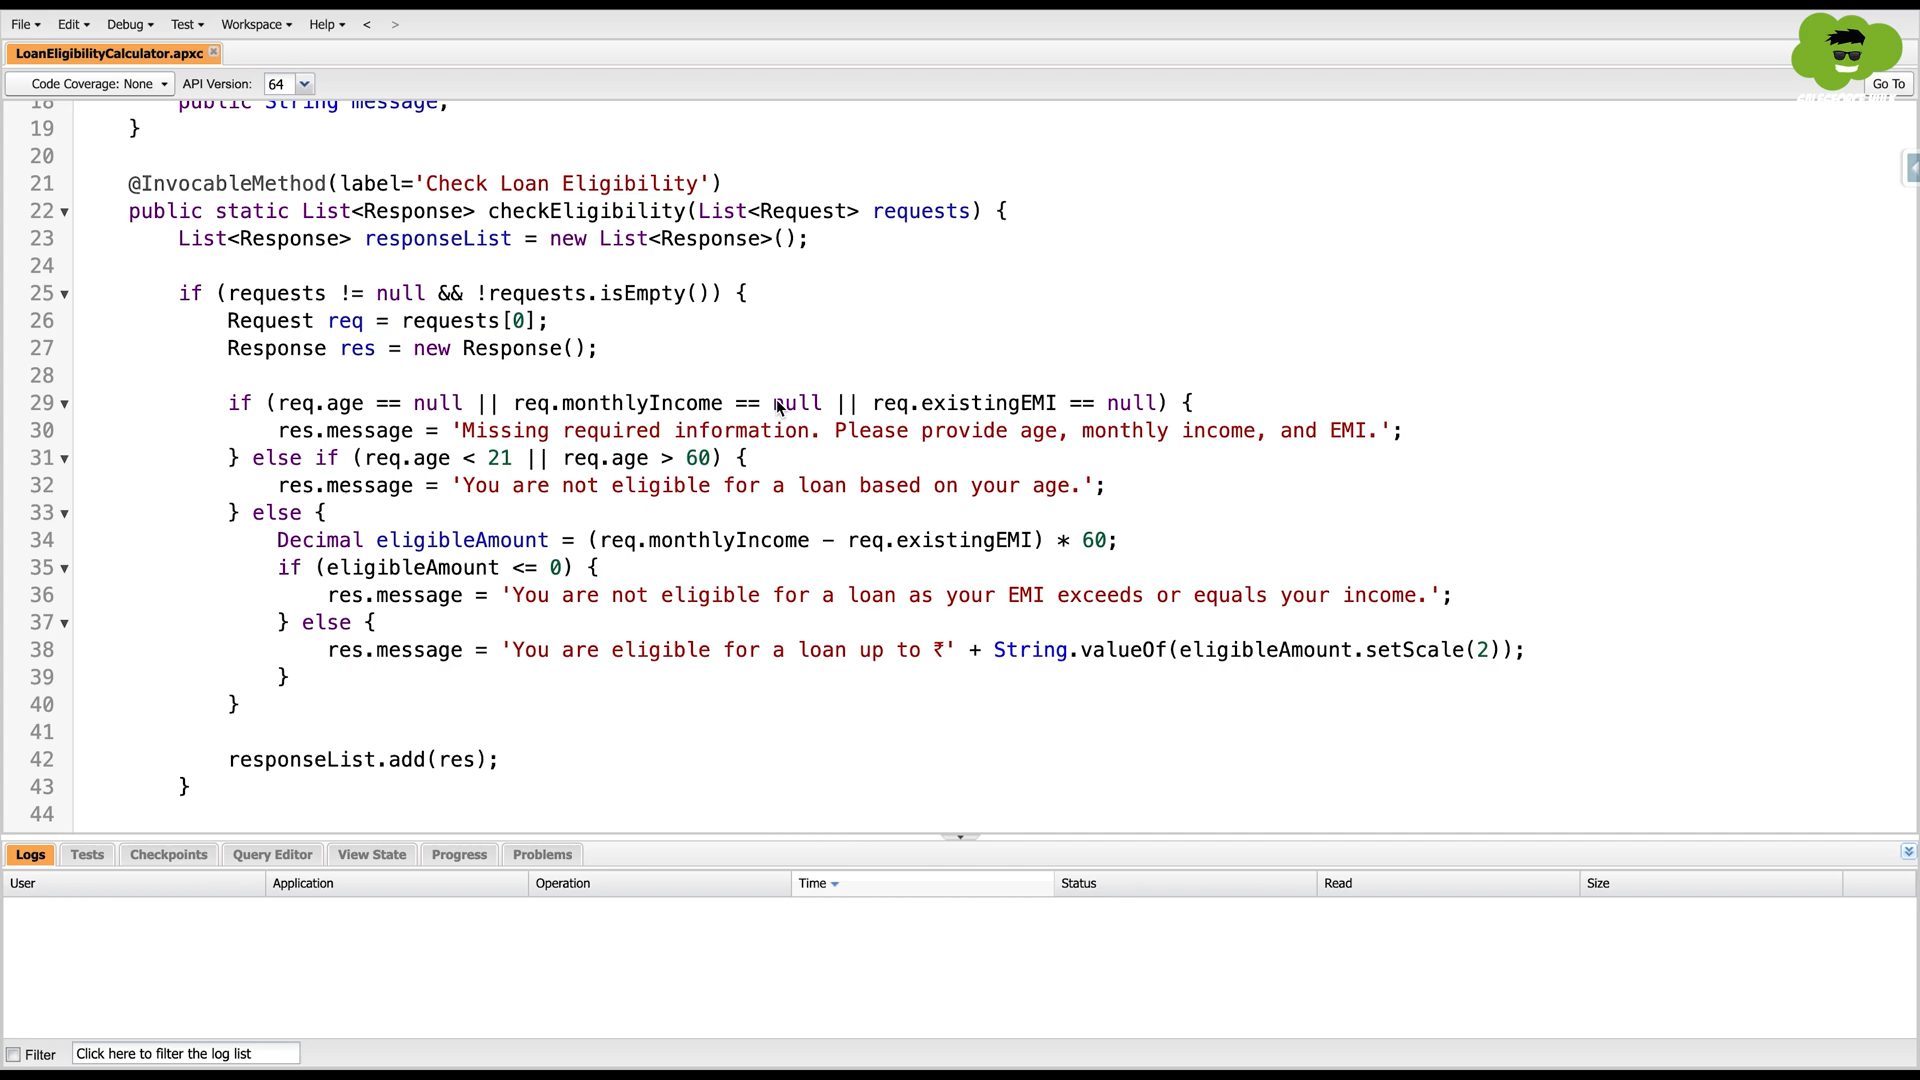 File Edit Debug Test Workspace Help < >
LoanEligibilityCalculator.apxc
Code Coverage: None API Version: 64 Go To
18 public String message;
19 }
20
21 @InvocableMethod(label='Check Loan Eligibility')
22 public static List<Response> checkEligibility(List<Request> requests) {
23 List<Response> responseList = new List<Response>();
24
25 if (requests != null && !requests.isEmpty()) {
26 Request req = requests[0];
27 Response res = new Response();
28
29 if (req.age == null || req.monthlyIncome == null || req.existingEMI == null) {
30 res.message = 'Missing required information. Please provide age, monthly income, and EMI.';
31 } else if (req.age < 21 || req.age > 60) {
32 res.message = 'You are not eligible for a loan based on your age.';
33 } else {
34 Decimal eligibleAmount = (req.monthlyIncome - req.existingEMI) * 60;
35 if (eligibleAmount <= 0) {
36 res.message = 'You are not eligible for a loan as your EMI exceeds or equals your income.';
37 } else {
38 res.message = 'You are eligible for a loan up to ₹' + String.valueOf(eligibleAmount.setScale(2));
39 }
40 }
41
42 responseList.add(res);
43 }
44
Logs Tests Checkpoints Query Editor View State Progress Problems
User Application Operation Time Status Read Size
Filter Click here to filter the log list